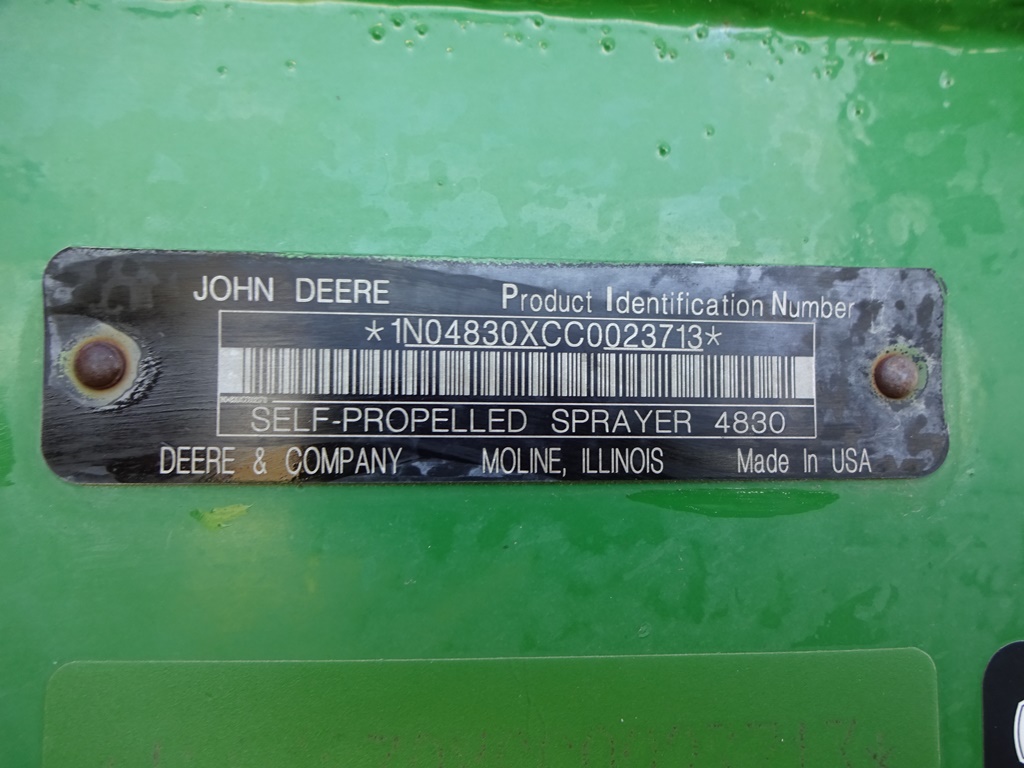 JOHN DEERE Product Identification Number
*1N04830XCC0023713*
SELF-PROPELLED SPRAYER 4830
DEERE & COMPANY MOLINE, ILLINOIS Made In USA